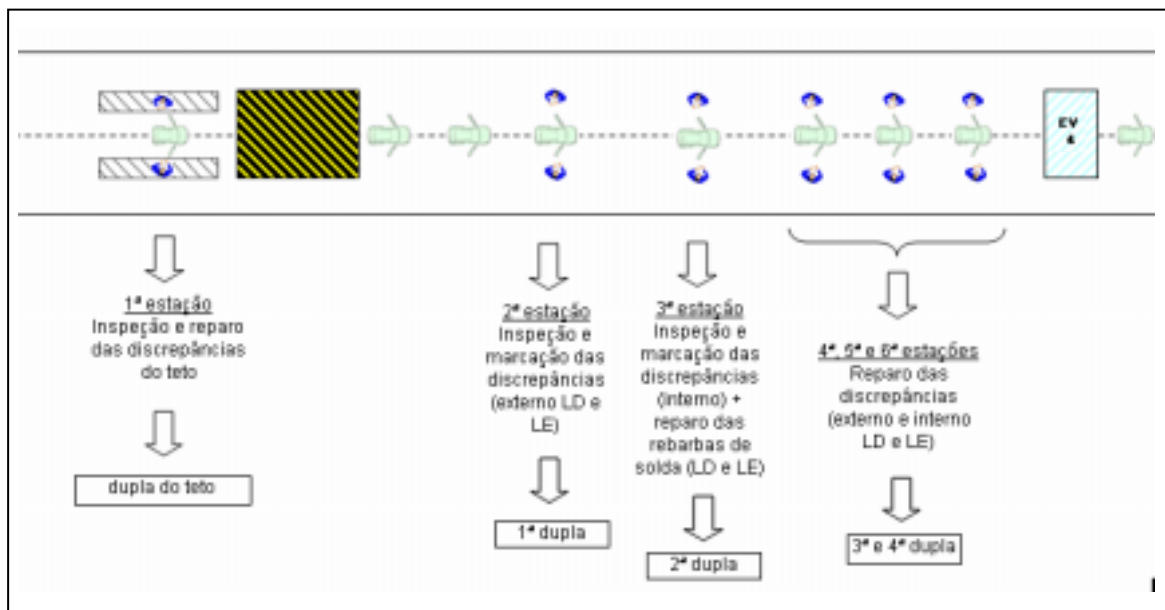 EV
4
1ª estação
Inspeção e reparo
das discrepâncias
do teto
dupla do teto
2ª estação
Inspeção e
marcação das
discrepâncias
(externo LD e
LE)
1ª dupla
3ª estação
Inspeção e
marcação das
discrepâncias
(interno) +
reparo das
rebarbas de
solda (LD e LE)
2ª dupla
4ª, 5ª e 6ª estações
Reparo das
discrepâncias
(externo e interno
LD e LE)
3ª e 4ª dupla